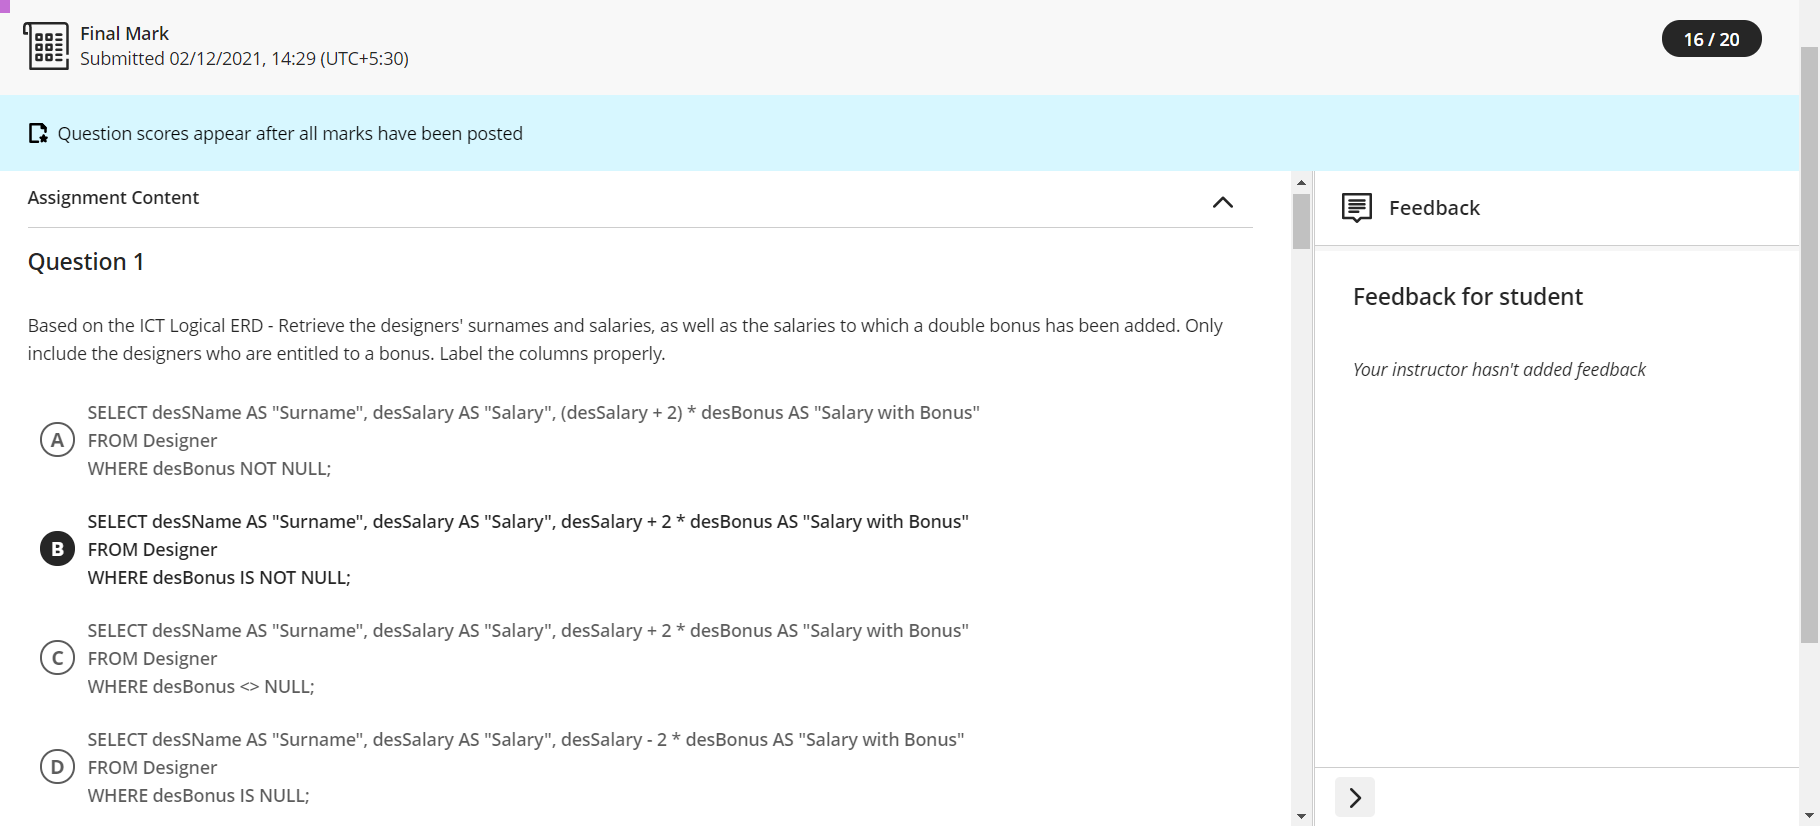 Final Mark
Submitted 02/12/2021, 14:29 (UTC+5:30)
16 / 20
Question scores appear after all marks have been posted
Assignment Content
Question 1
Based on the ICT Logical ERD - Retrieve the designers' surnames and salaries, as well as the salaries to which a double bonus has been added. Only
include the designers who are entitled to a bonus. Label the columns properly.
A
SELECT desSName AS "Surname", desSalary AS "Salary", (desSalary + 2) * desBonus AS "Salary with Bonus"
FROM Designer
WHERE desBonus NOT NULL;
B
SELECT desSName AS "Surname", desSalary AS "Salary", desSalary + 2 * desBonus AS "Salary with Bonus"
FROM Designer
WHERE desBonus IS NOT NULL;
C
SELECT desSName AS "Surname", desSalary AS "Salary", desSalary + 2 * desBonus AS "Salary with Bonus"
FROM Designer
WHERE desBonus <> NULL;
D
SELECT desSName AS "Surname", desSalary AS "Salary", desSalary - 2 * desBonus AS "Salary with Bonus"
FROM Designer
WHERE desBonus IS NULL;
Feedback
Feedback for student
Your instructor hasn't added feedback